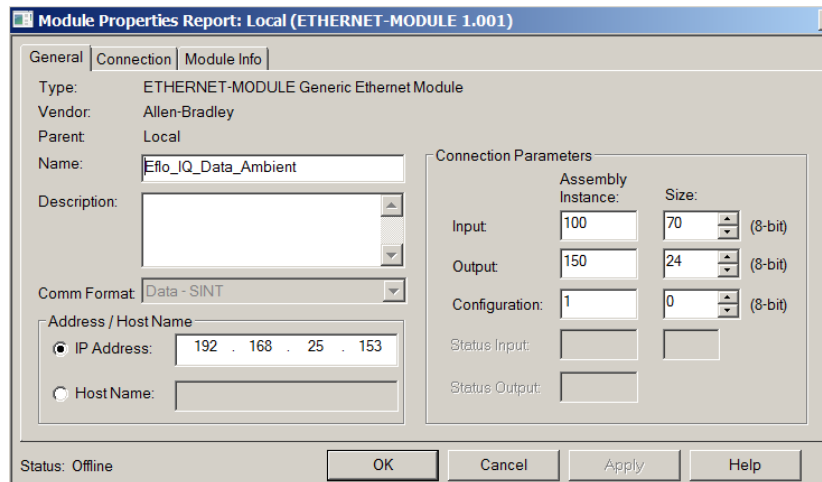 Module Properties Report: Local (ETHERNET-MODULE 1.001)
General Connection Module Info
Type: ETHERNET-MODULE Generic Ethernet Module
Vendor: Allen-Bradley
Parent: Local
Name: Eflo_IQ_Data_Ambient
Description:
Comm Format: Data - SINT
Address / Host Name
IP Address: 192 . 168 . 25 . 153
Host Name:
Connection Parameters
Assembly
Instance: Size:
Input: 100 70 (8-bit)
Output: 150 24 (8-bit)
Configuration: 1 0 (8-bit)
Status Input:
Status Output:
Status: Offline OK Cancel Apply Help